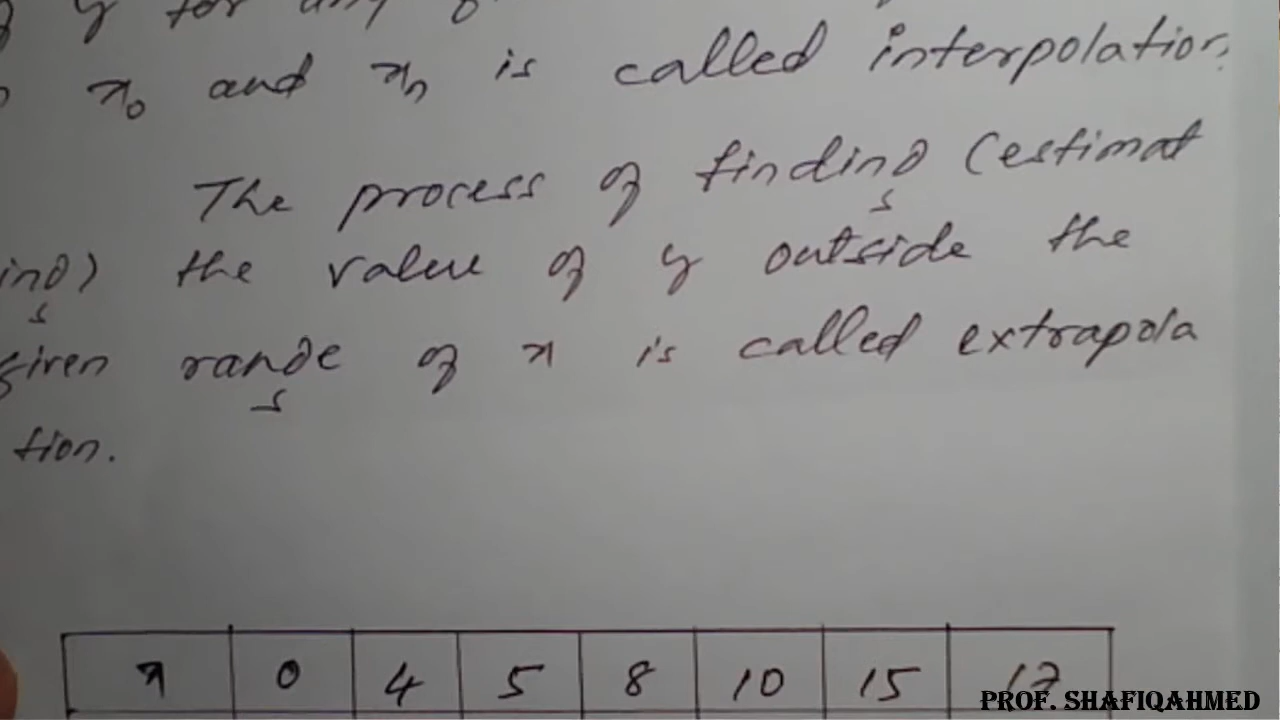 y for any
x₀ and xₙ is called interpolation.
The process of finding (estimat
ing) the value of y outside the
given range of x is called extrapola
tion.
x 0 4 5 8 10 15 17
PROF. SHAFIQAHMED